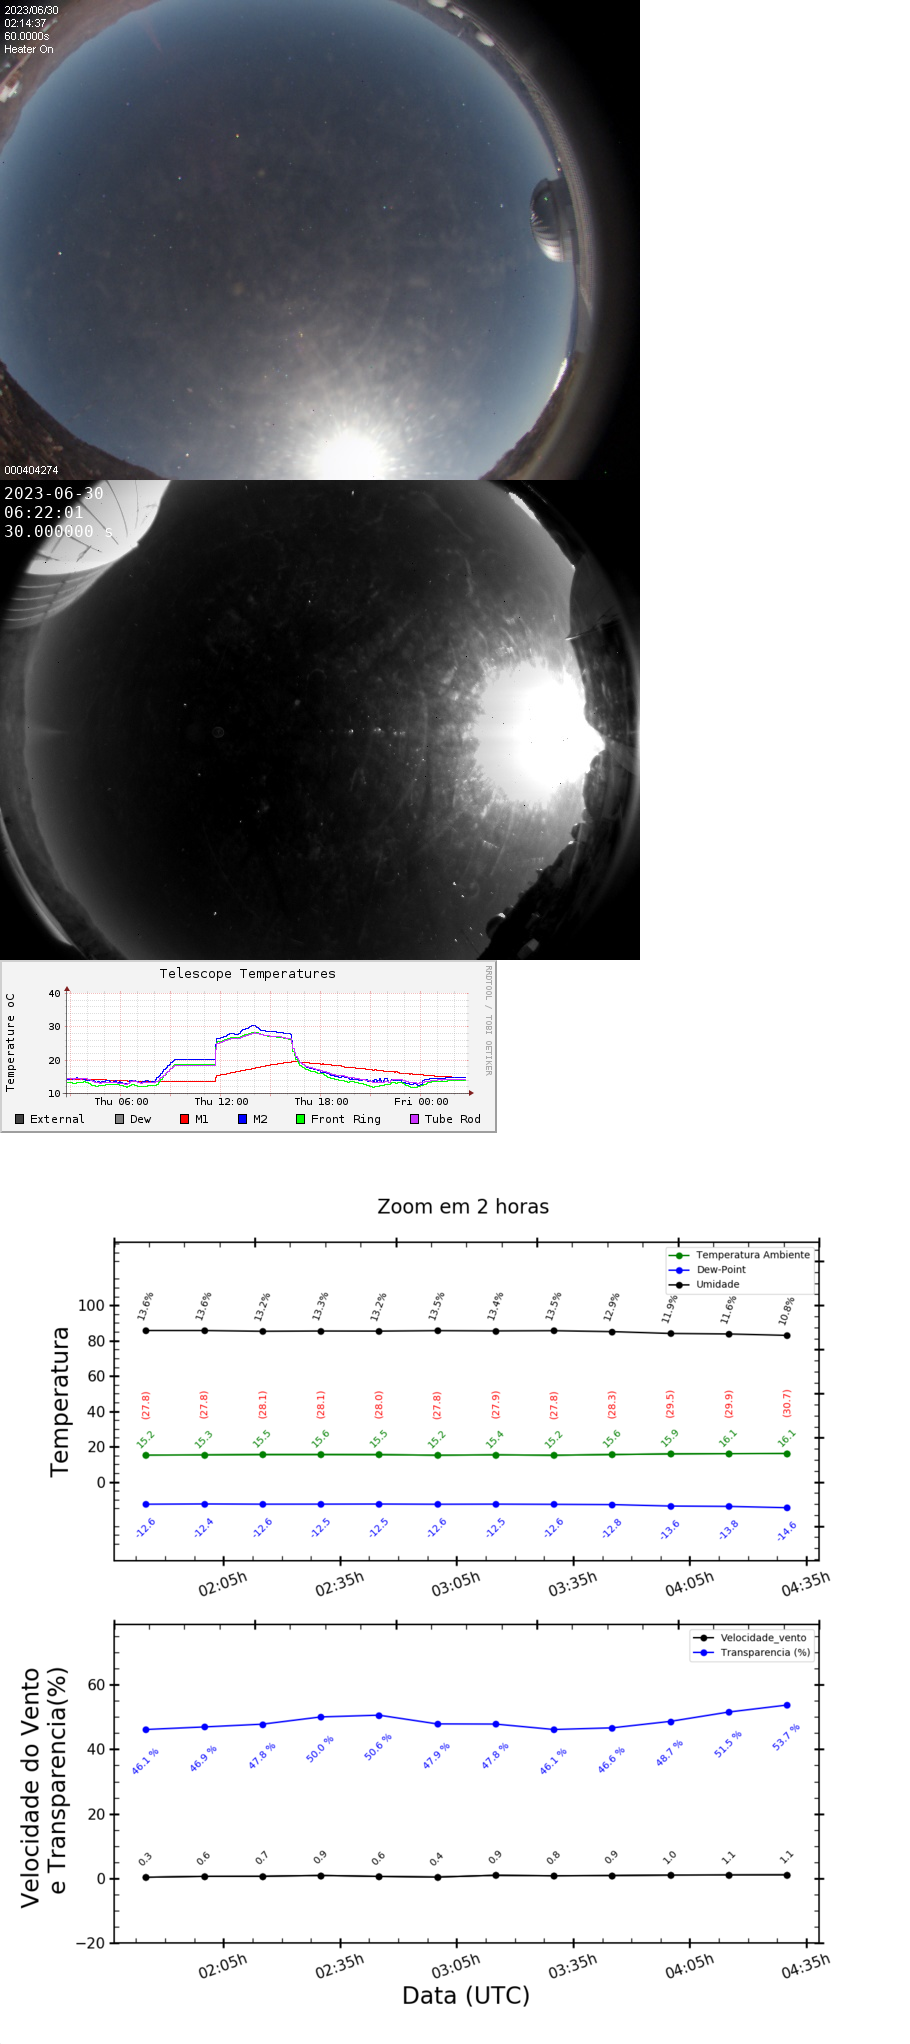 2023/06/30
02:14:37
60.0000s
Heater On
000404274
2023-06-30
06:22:01
30.000000 s
Telescope Temperatures
RRDTOOL / TOBI OETIKER
Temperature oC
40
30
20
10
Thu 06:00 Thu 12:00 Thu 18:00 Fri 00:00
External Dew M1 M2 Front Ring Tube Rod
Zoom em 2 horas
Temperatura Ambiente
Dew-Point
Umidade
Temperatura
100
80
60
40
20
0
13.6% 13.6% 13.2% 13.3% 13.2% 13.5% 13.4% 13.5% 12.9% 11.9% 11.6% 10.8%
(27.8) (27.8) (28.1) (28.1) (28.0) (27.8) (27.9) (27.8) (28.3) (29.5) (29.9) (30.7)
15.2 15.3 15.5 15.6 15.5 15.2 15.4 15.2 15.6 15.9 16.1 16.1
-12.6 -12.4 -12.6 -12.5 -12.5 -12.6 -12.5 -12.6 -12.8 -13.6 -13.8 -14.6
02:05h 02:35h 03:05h 03:35h 04:05h 04:35h
Velocidade_vento
Transparencia (%)
Velocidade do Vento
e Transparencia(%)
60
40
20
0
−20
46.1 % 46.9 % 47.8 % 50.0 % 50.6 % 47.9 % 47.8 % 46.1 % 46.6 % 48.7 % 51.5 % 53.7 %
0.3 0.6 0.7 0.9 0.6 0.4 0.9 0.8 0.9 1.0 1.1 1.1
02:05h 02:35h 03:05h 03:35h 04:05h 04:35h
Data (UTC)